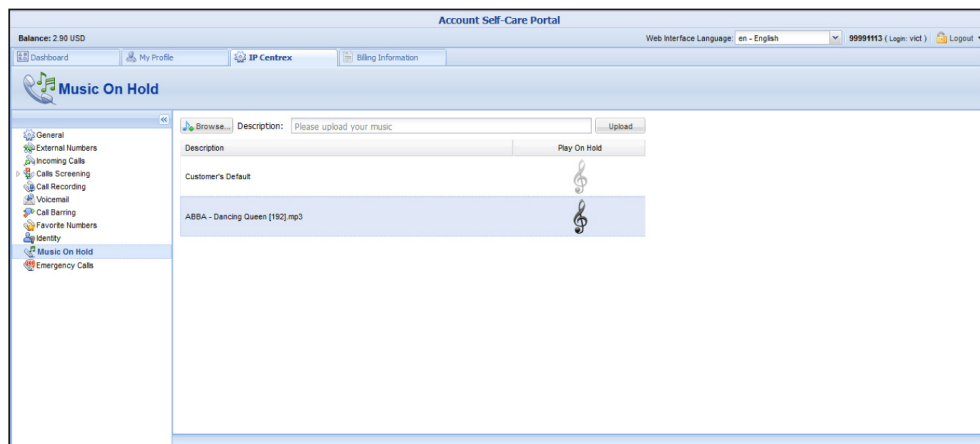 Account Self-Care Portal
Balance: 2.90 USD
Web Interface Language: en - English
99991113 ( Login: vict )
Logout
Dashboard
My Profile
IP Centrex
Billing Information
Music On Hold
General
External Numbers
Incoming Calls
Calls Screening
Call Recording
Voicemail
Call Barring
Favorite Numbers
Identity
Music On Hold
Emergency Calls
Browse... Description: Please upload your music Upload
Description Play On Hold
Customer's Default
ABBA - Dancing Queen [192].mp3